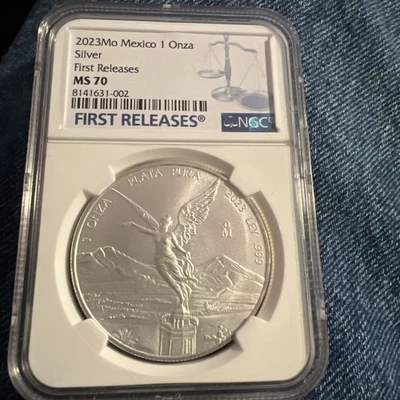 2023Mo Mexico 1 Onza
Silver
First Releases
MS 70
8141631-002
FIRST RELEASES®
NGC
1 ONZA PLATA PURA 2023 LEY .999
Mo